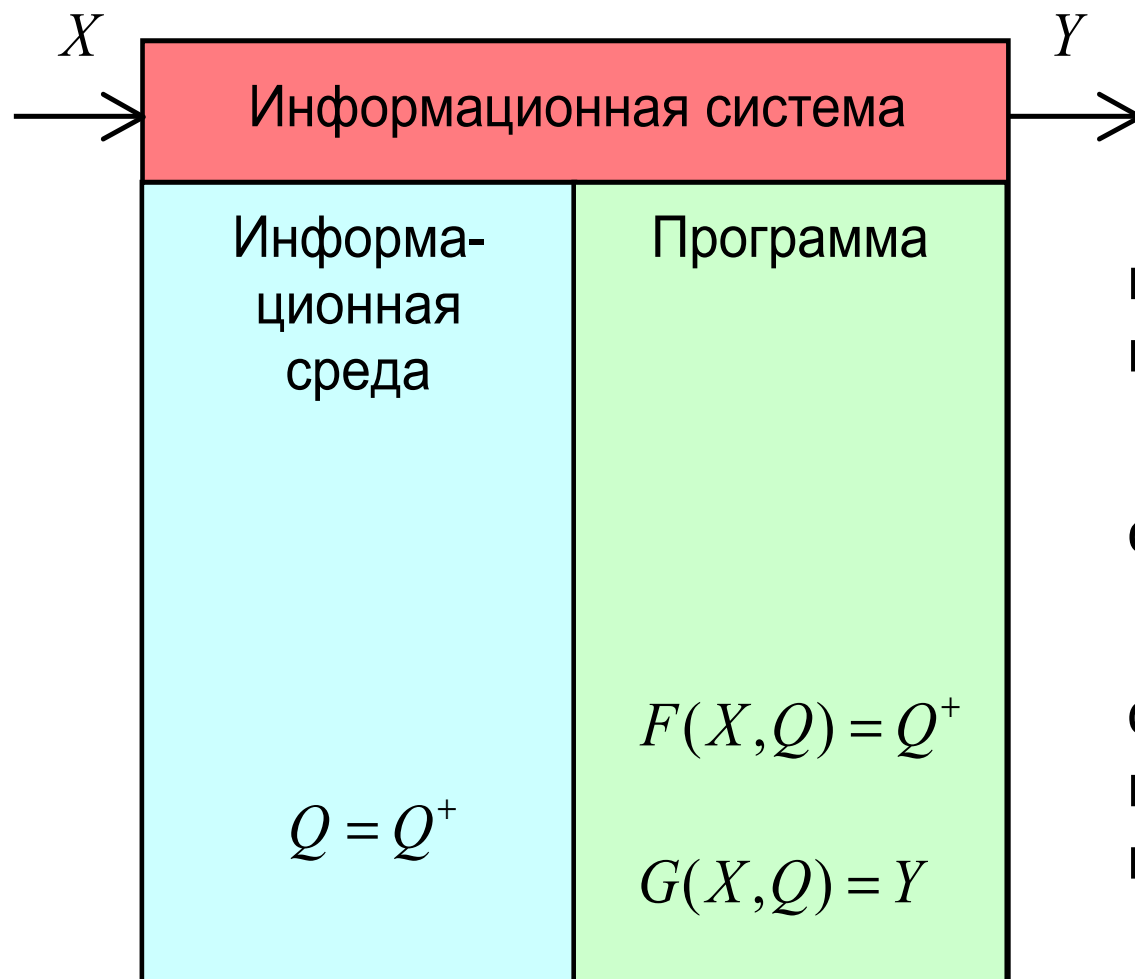 X
Y
Информационная система
Информа-
ционная
среда
Программа
F(X,Q) = Q⁺
Q = Q⁺
G(X,Q) = Y